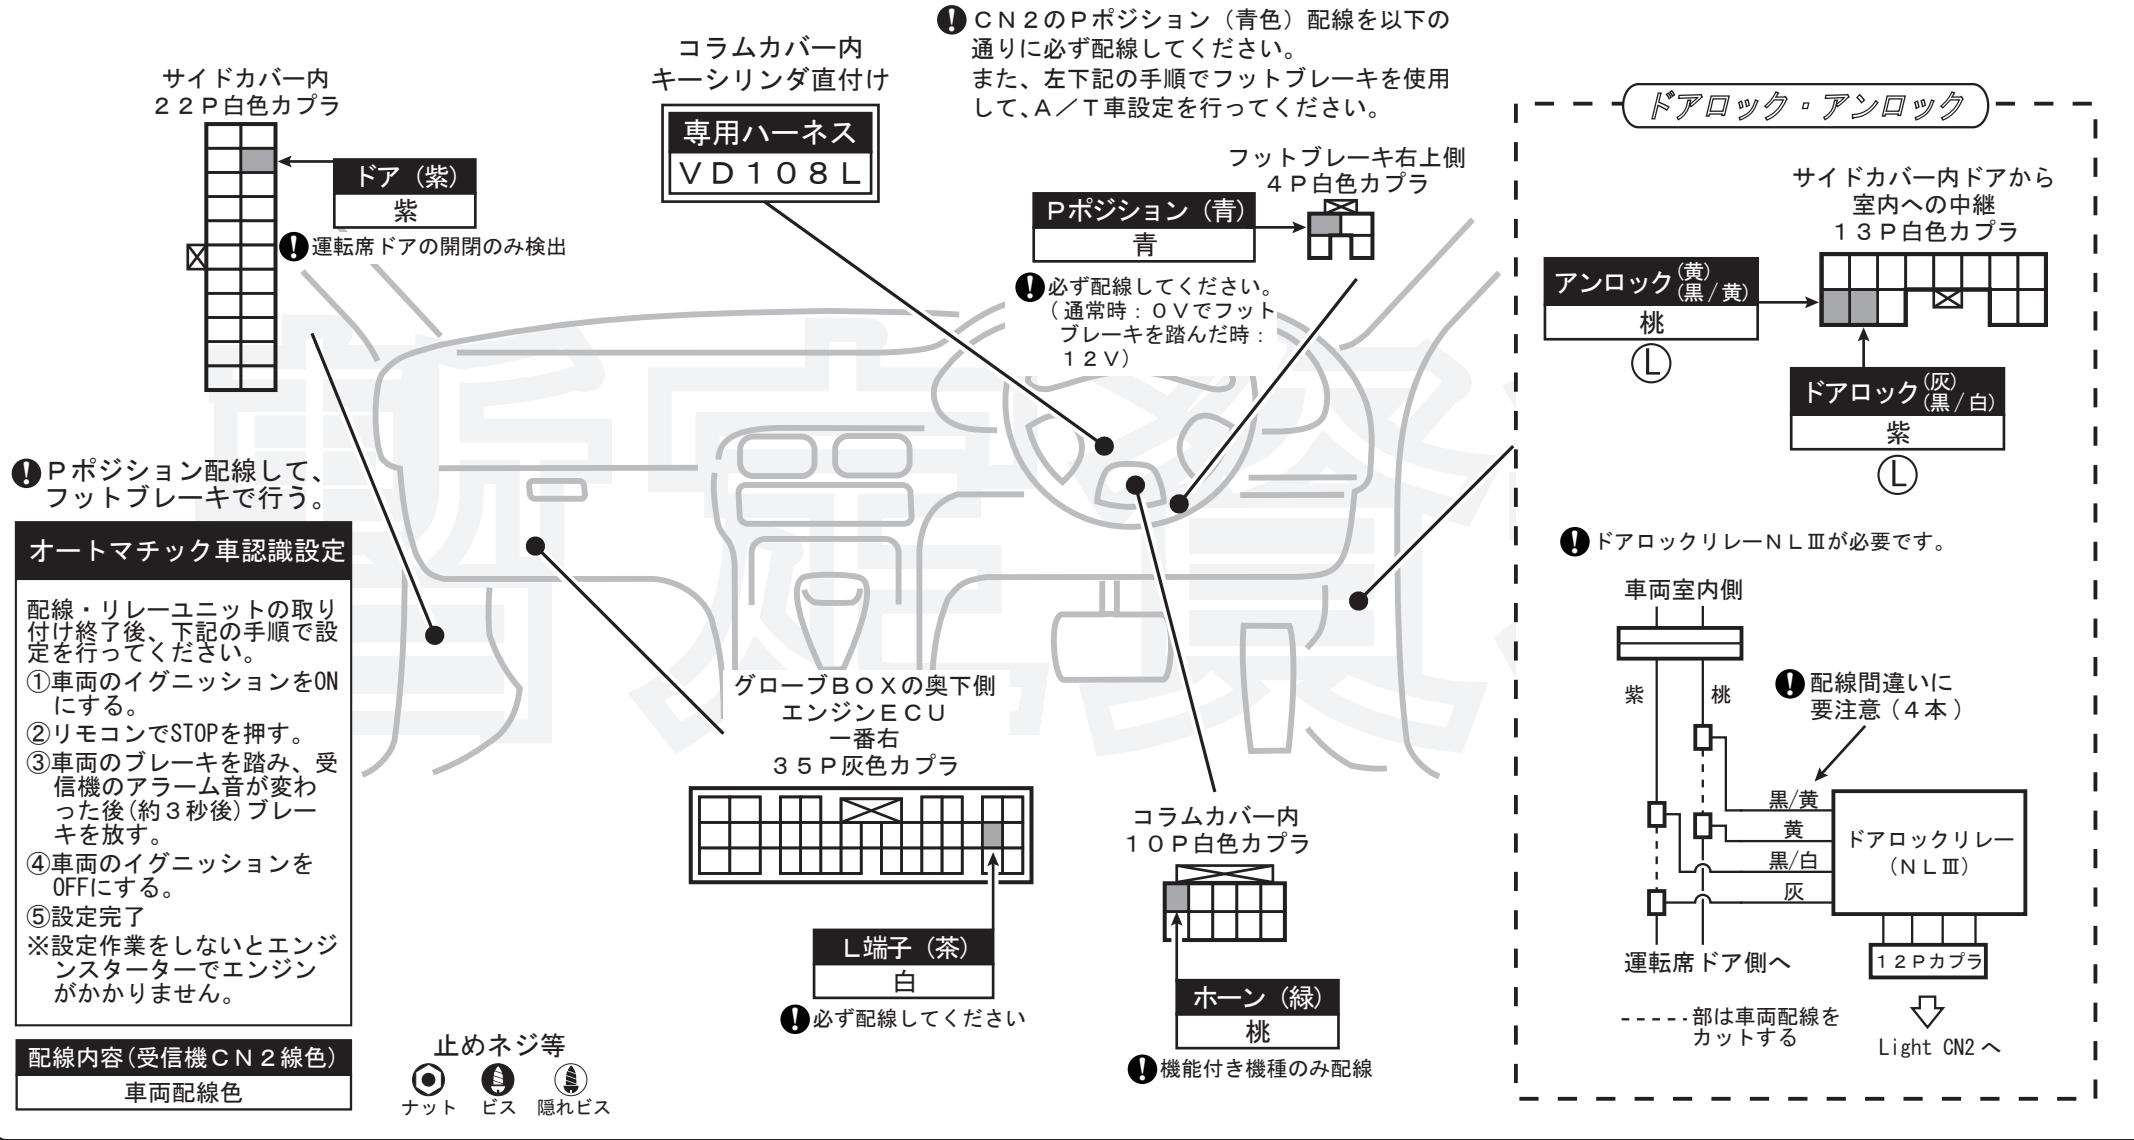 サイドカバー内
２２Ｐ白色カプラ
ドア（紫）
紫
運転席ドアの開閉のみ検出
コラムカバー内
キーシリンダ直付け
専用ハーネス
ＶＤ１０８Ｌ
ＣＮ２のＰポジション（青色）配線を以下の
通りに必ず配線してください。
また、左下記の手順でフットブレーキを使用
して、Ａ／Ｔ車設定を行ってください。
フットブレーキ右上側
４Ｐ白色カプラ
Ｐポジション（青）
青
必ず配線してください。
（通常時：０Ｖでフット
ブレーキを踏んだ時：
１２Ｖ）
Ｐポジション配線して、
フットブレーキで行う。
オートマチック車認識設定
配線・リレーユニットの取り
付け終了後、下記の手順で設
定を行ってください。
①車両のイグニッションをON
にする。
②リモコンでSTOPを押す。
③車両のブレーキを踏み、受
信機のアラーム音が変わ
った後(約３秒後)ブレー
キを放す。
④車両のイグニッションを
OFFにする。
⑤設定完了
※設定作業をしないとエンジ
ンスターターでエンジン
がかかりません。
配線内容(受信機ＣＮ２線色)
車両配線色
止めネジ等
ナット ビス 隠れビス
グローブＢＯＸの奥下側
エンジンＥＣＵ
一番右
３５Ｐ灰色カプラ
Ｌ端子（茶）
白
必ず配線してください
コラムカバー内
１０Ｐ白色カプラ
ホーン（緑）
桃
機能付き機種のみ配線
ドアロック・アンロック
サイドカバー内ドアから
室内への中継
１３Ｐ白色カプラ
アンロック(黄)
(黒/黄)
桃
Ⓛ
ドアロック(灰)
(黒/白)
紫
Ⓛ
ドアロックリレーＮＬⅢが必要です。
車両室内側
紫 桃
配線間違いに
要注意（４本）
黒/黄
黄
黒/白
灰
ドアロックリレー
（ＮＬⅢ）
１２Ｐカプラ
運転席ドア側へ
-----部は車両配線を
カットする
Light CN2 へ
暫定資